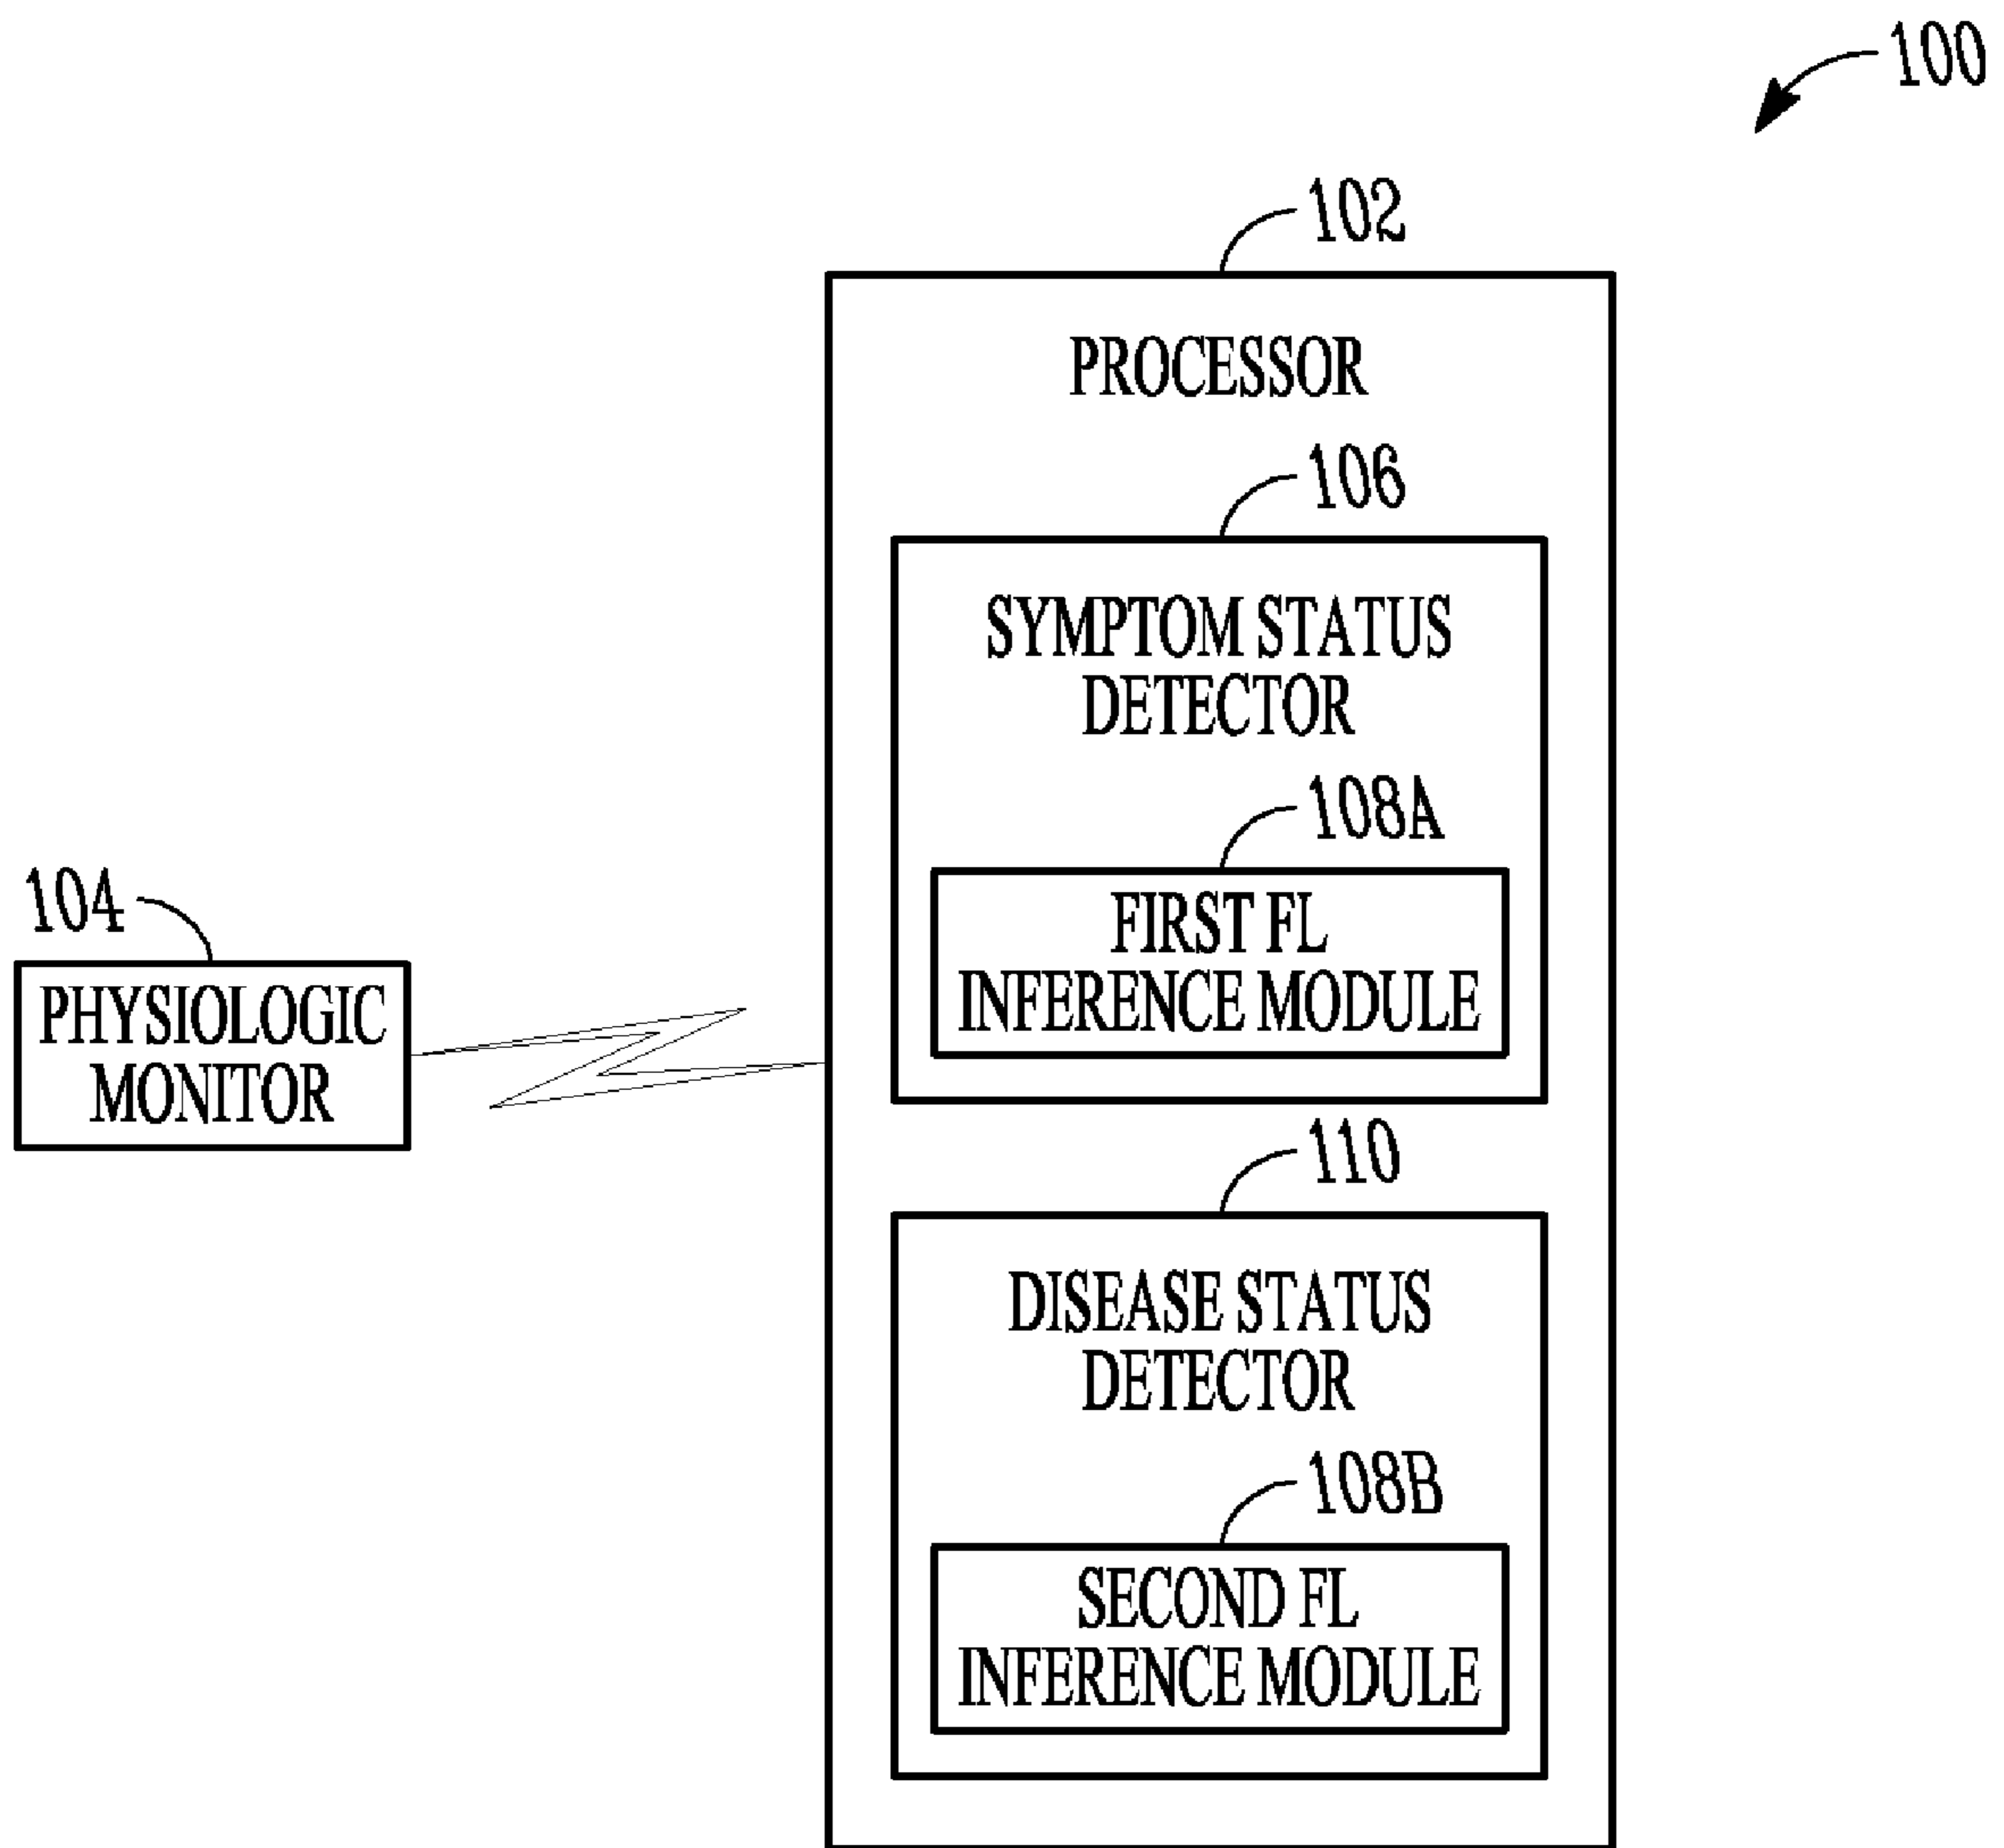 100
102
PROCESSOR
106
SYMPTOM STATUS
DETECTOR
108A
FIRST FL
INFERENCE MODULE
104
PHYSIOLOGIC
MONITOR
110
DISEASE STATUS
DETECTOR
108B
SECOND FL
INFERENCE MODULE